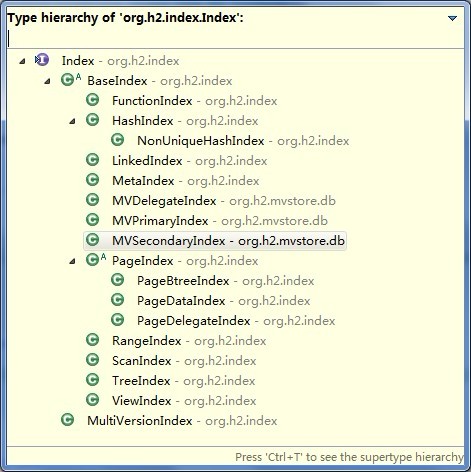 Type hierarchy of 'org.h2.index.Index':
Index - org.h2.index
BaseIndex - org.h2.index
FunctionIndex - org.h2.index
HashIndex - org.h2.index
NonUniqueHashIndex - org.h2.index
LinkedIndex - org.h2.index
MetaIndex - org.h2.index
MVDelegateIndex - org.h2.mvstore.db
MVPrimaryIndex - org.h2.mvstore.db
MVSecondaryIndex - org.h2.mvstore.db
PageIndex - org.h2.index
PageBtreeIndex - org.h2.index
PageDataIndex - org.h2.index
PageDelegateIndex - org.h2.index
RangeIndex - org.h2.index
ScanIndex - org.h2.index
TreeIndex - org.h2.index
ViewIndex - org.h2.index
MultiVersionIndex - org.h2.index
Press 'Ctrl+T' to see the supertype hierarchy